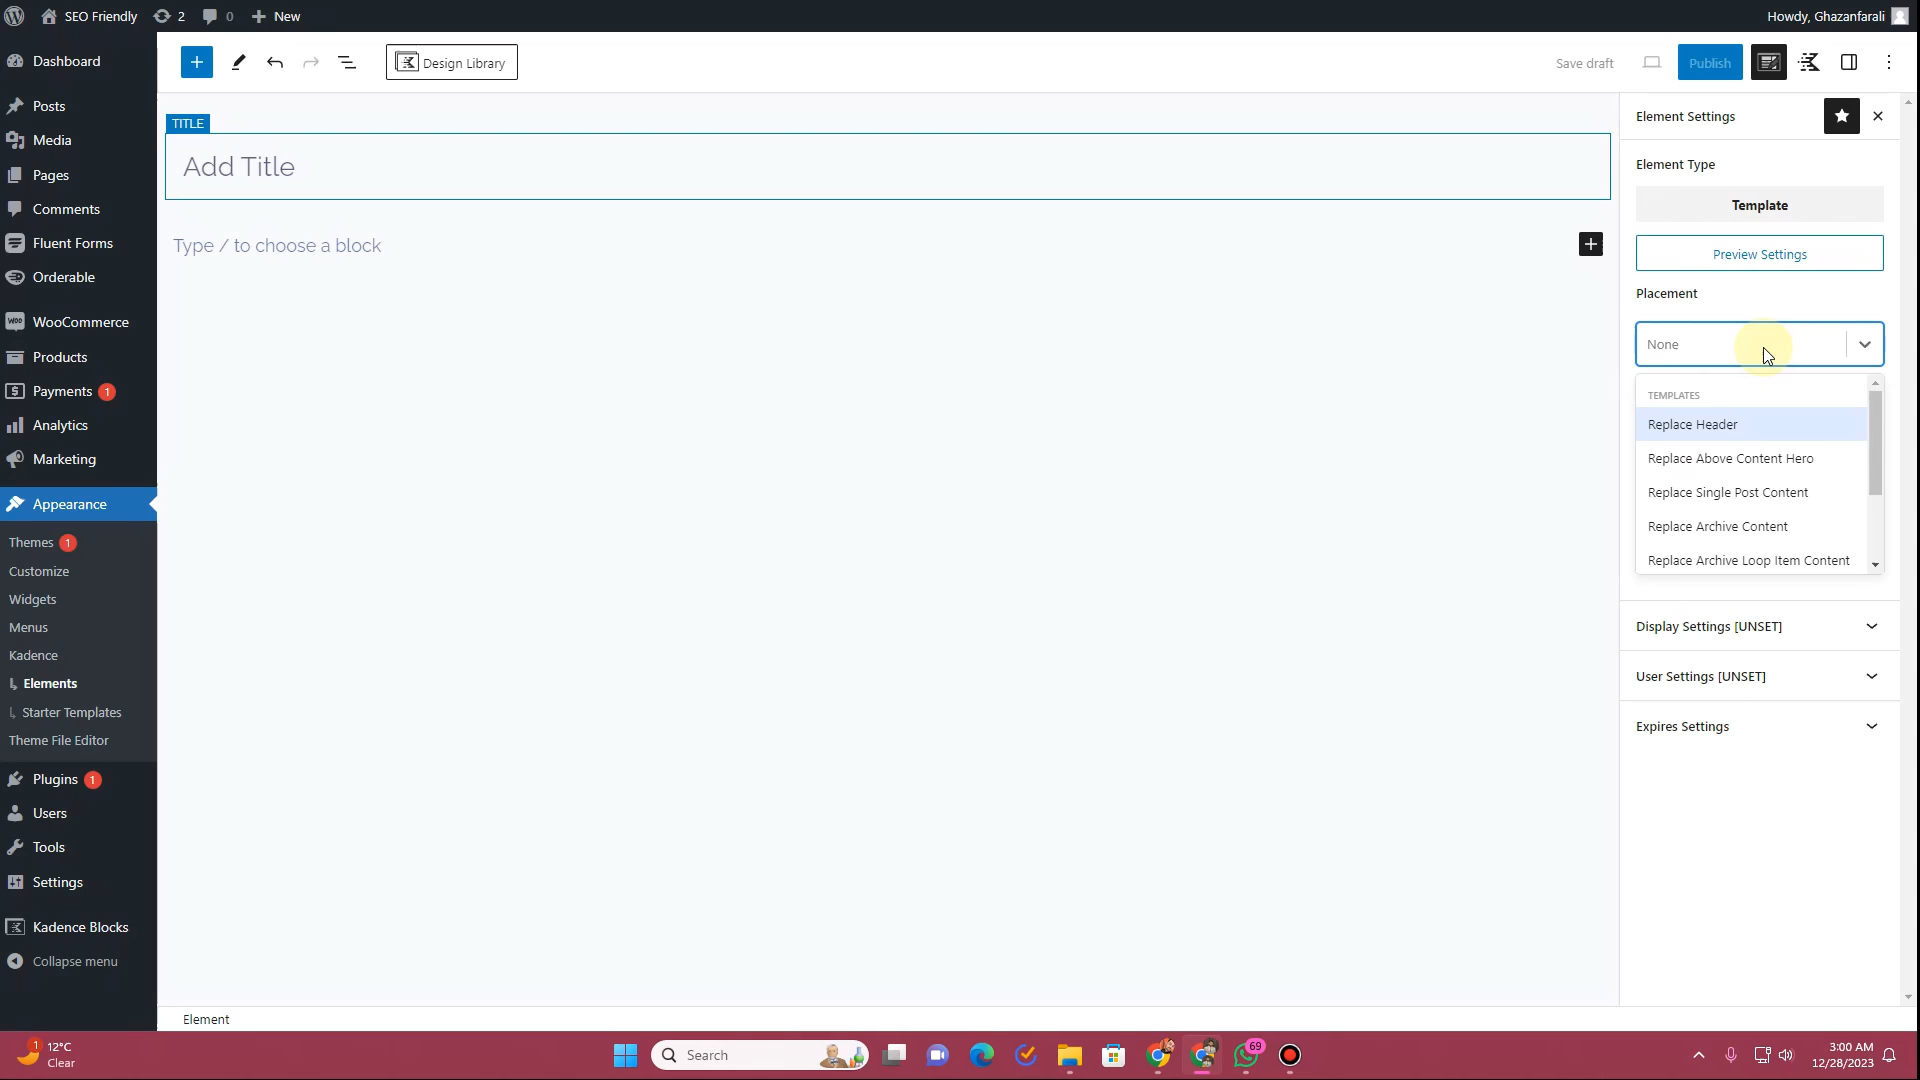 SEO Friendly 2 0 New Howdy, Ghazanfarali
Dashboard
Posts
Media
Pages
Comments
Fluent Forms
Orderable
WooCommerce
Products
Payments 1
Analytics
Marketing
Appearance
Themes 1
Customize
Widgets
Menus
Kadence
Elements
Starter Templates
Theme File Editor
Plugins 1
Users
Tools
Settings
Kadence Blocks
Collapse menu
Design Library Save draft Publish
TITLE
Add Title
Type / to choose a block
Element Settings
Element Type
Template
Preview Settings
Placement
None
TEMPLATES
Replace Header
Replace Above Content Hero
Replace Single Post Content
Replace Archive Content
Replace Archive Loop Item Content
Display Settings [UNSET]
User Settings [UNSET]
Expires Settings
Element
1 12°C
Clear
Search
69
3:00 AM
12/28/2023